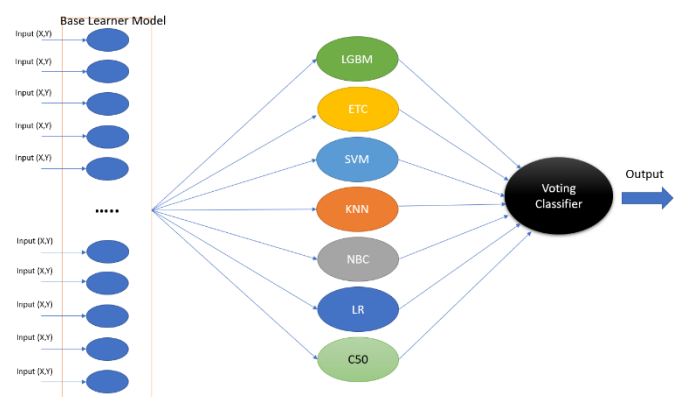 Base Learner Model
Input (X,Y)
Input (X,Y)
Input (X,Y)
Input (X,Y)
Input (X,Y)
.....
Input (X,Y)
Input (X,Y)
Input (X,Y)
Input (X,Y)
Input (X,Y)
LGBM
ETC
SVM
KNN
NBC
LR
C50
Voting
Classifier
Output